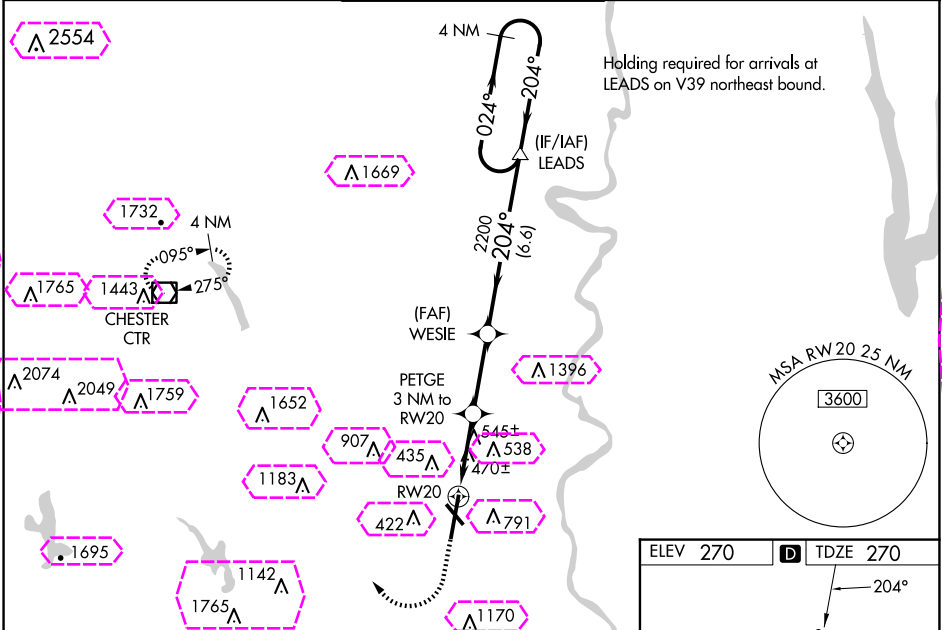 2554
4 NM
204°
024°
Holding required for arrivals at
LEADS on V39 northeast bound.
(IF/IAF)
LEADS
1669
1732
4 NM
095°
275°
2200
204°
(6.6)
1765
1443
CHESTER
CTR
(FAF)
WESIE
2074
2049
1759
1396
PETGE
3 NM to
RW20
MSA RW20 25 NM
3600
1652
545±
907
435
538
470±
1183
RW20
422
791
1695
1142
1765
1170
ELEV 270
D
TDZE 270
204°